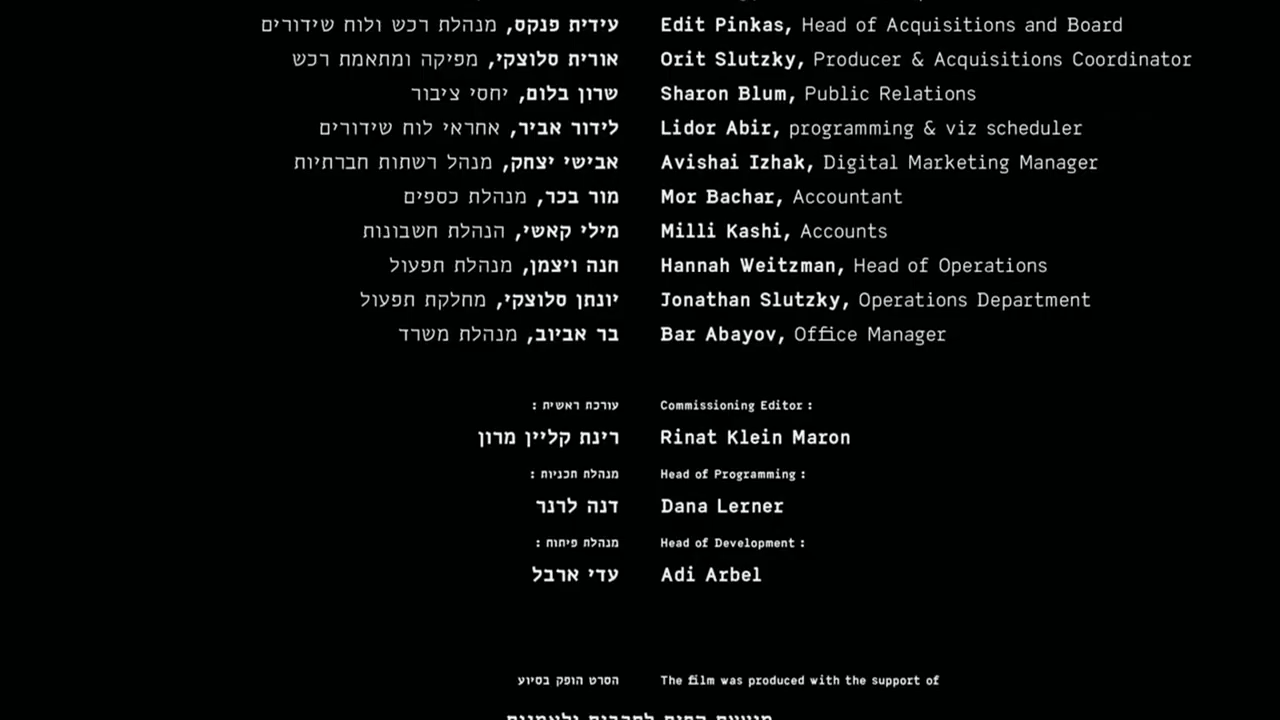 עידית פנקס, מנהלת רכש ולוח שידורים Edit Pinkas, Head of Acquisitions and Board
אורית סלוצקי, מפיקה ומתאמת רכש Orit Slutzky, Producer & Acquisitions Coordinator
שרון בלום, יחסי ציבור Sharon Blum, Public Relations
לידור אביר, אחראי לוח שידורים Lidor Abir, programming & viz scheduler
אבישי יצחק, מנהל רשתות חברתיות Avishai Izhak, Digital Marketing Manager
מור בכר, מנהלת כספים Mor Bachar, Accountant
מילי קאשי, הנהלת חשבונות Milli Kashi, Accounts
חנה ויצמן, מנהלת תפעול Hannah Weitzman, Head of Operations
יונתן סלוצקי, מחלקת תפעול Jonathan Slutzky, Operations Department
בר אביוב, מנהלת משרד Bar Abayov, Office Manager
עורכת ראשית : Commissioning Editor :
רינת קליין מרון Rinat Klein Maron
מנהלת תכניות : Head of Programming :
דנה לרנר Dana Lerner
מנהלת פיתוח : Head of Development :
עדי ארבל Adi Arbel
הסרט הופק בסיוע The film was produced with the support of